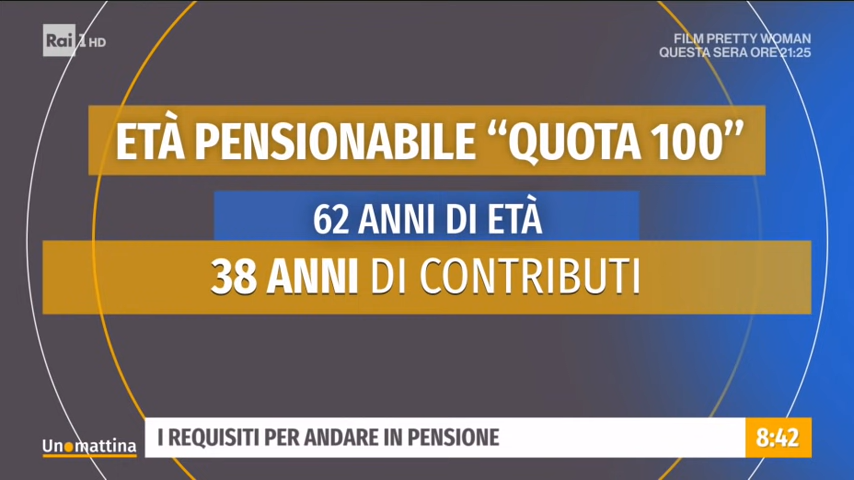 Rai 1 HD
FILM PRETTY WOMAN
QUESTA SERA ORE 21:25
ETÀ PENSIONABILE “QUOTA 100”
62 ANNI DI ETÀ
38 ANNI DI CONTRIBUTI
I REQUISITI PER ANDARE IN PENSIONE
8:42
Unomattina